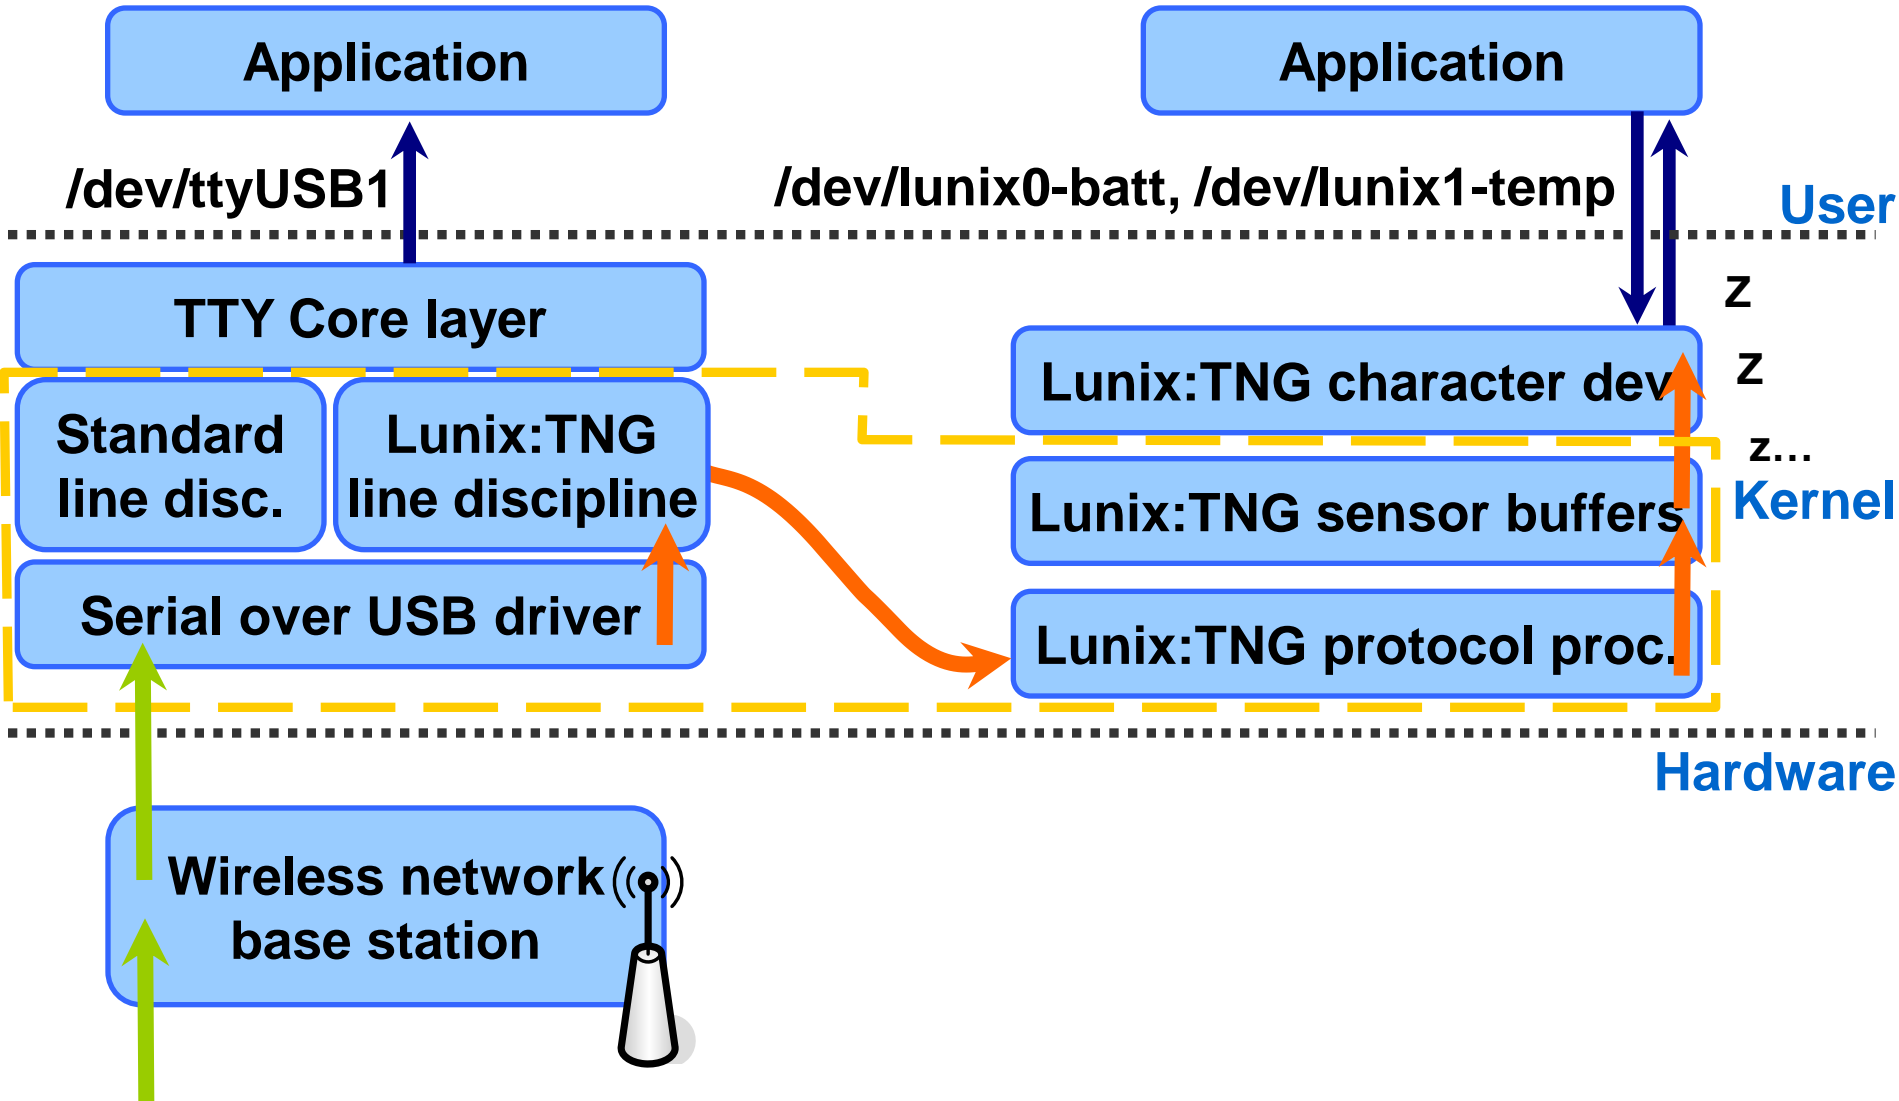 Application
Application
/dev/ttyUSB1
/dev/lunix0-batt, /dev/lunix1-temp
User
TTY Core layer
Z
Lunix:TNG character dev
Z
Standard
line disc.
Lunix:TNG
line discipline
z...
Lunix:TNG sensor buffers
Kernel
Serial over USB driver
Lunix:TNG protocol proc.
Hardware
Wireless network
base station